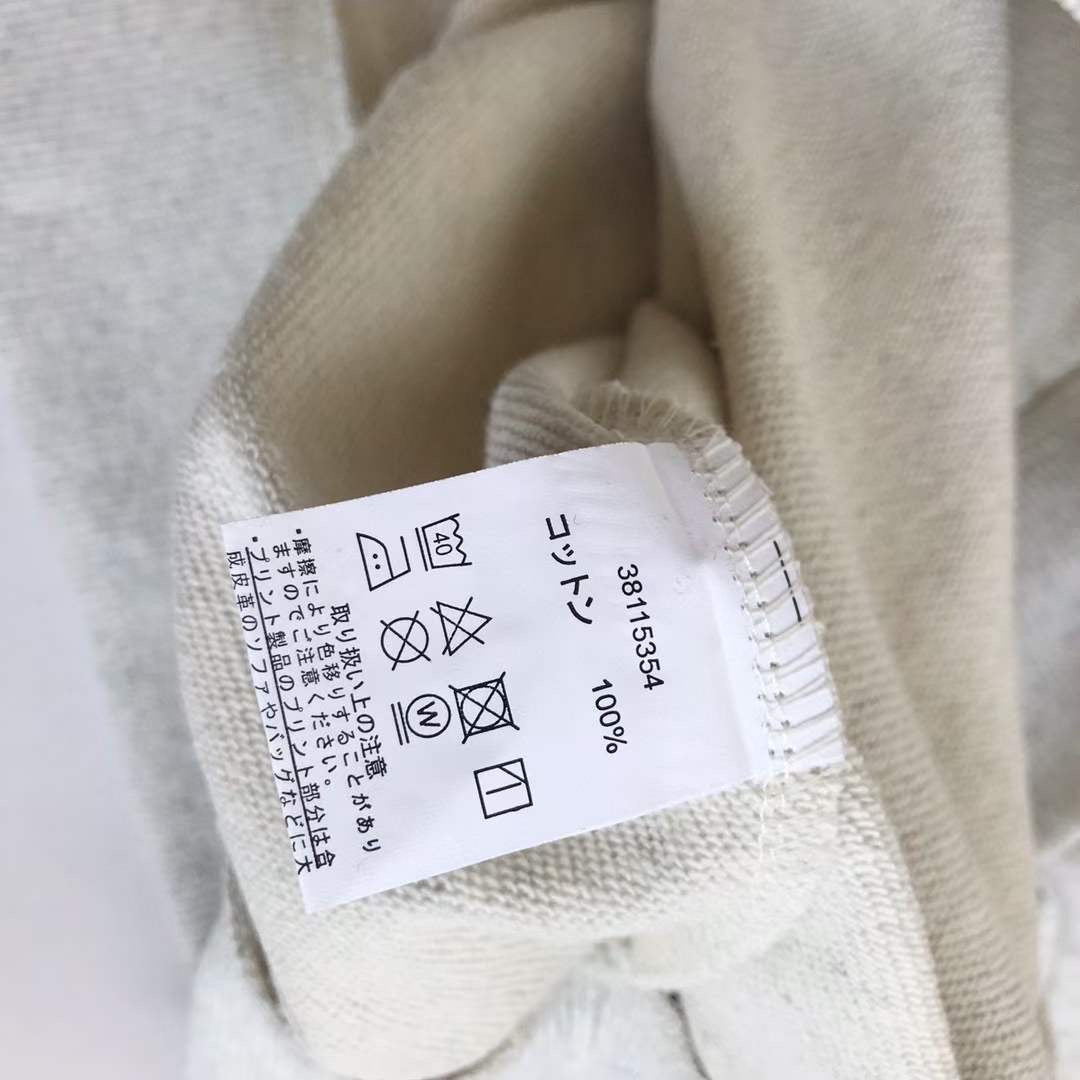 38115354
コットン 100%
40
W
取り扱い上の注意
・摩擦により色移りすることがあり
ますのでご注意ください。
・プリント製品のプリント部分は合
成皮革のソファやバッグなどに大